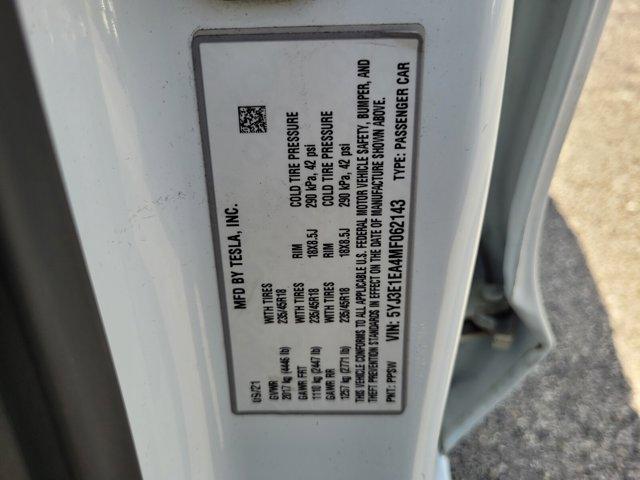 MFD BY TESLA, INC.
09/21
GVWR WITH TIRES
2017 kg (4446 lb) 235/45R18
GAWR FRT WITH TIRES RIM COLD TIRE PRESSURE
1110 kg (2447 lb) 235/45R18 18X8.5J 290 kPa, 42 psi
GAWR RR WITH TIRES RIM COLD TIRE PRESSURE
1257 kg (2771 lb) 235/45R18 18X8.5J 290 kPa, 42 psi
THIS VEHICLE CONFORMS TO ALL APPLICABLE U.S. FEDERAL MOTOR VEHICLE SAFETY, BUMPER, AND
THEFT PREVENTION STANDARDS IN EFFECT ON THE DATE OF MANUFACTURE SHOWN ABOVE.
PNT: PPSW VIN: 5YJ3E1EA4MF062143 TYPE: PASSENGER CAR